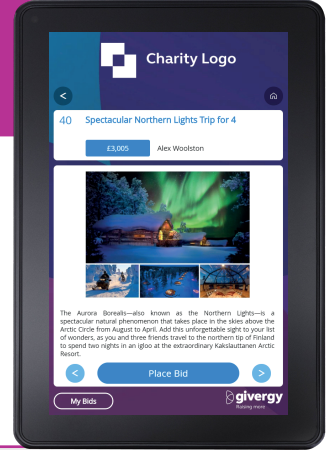 Charity Logo
<
40 Spectacular Northern Lights Trip for 4
£3,005 Alex Woolston
The Aurora Borealis—also known as the Northern Lights—is a
spectacular natural phenomenon that takes place in the skies above the
Arctic Circle from August to April. Add this unforgettable sight to your list
of wonders, as you and three friends travel to the northern tip of Finland
to spend two nights in an igloo at the extraordinary Kakslauttanen Arctic
Resort.
< Place Bid >
My Bids givergy
Raising more